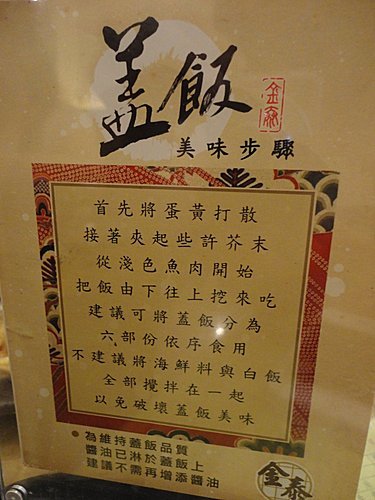 盖飯
金泰
美味步驟
首先將蛋黃打散
接著夾起些許芥末
從淺色魚肉開始
把飯由下往上挖來吃
建議可將蓋飯分為
六部份依序食用
不建議將海鮮料與白飯
全部攪拌在一起
以免破壞蓋飯美味
●為維持蓋飯品質
醬油已淋於蓋飯上
建議不需再增添醬油
金泰